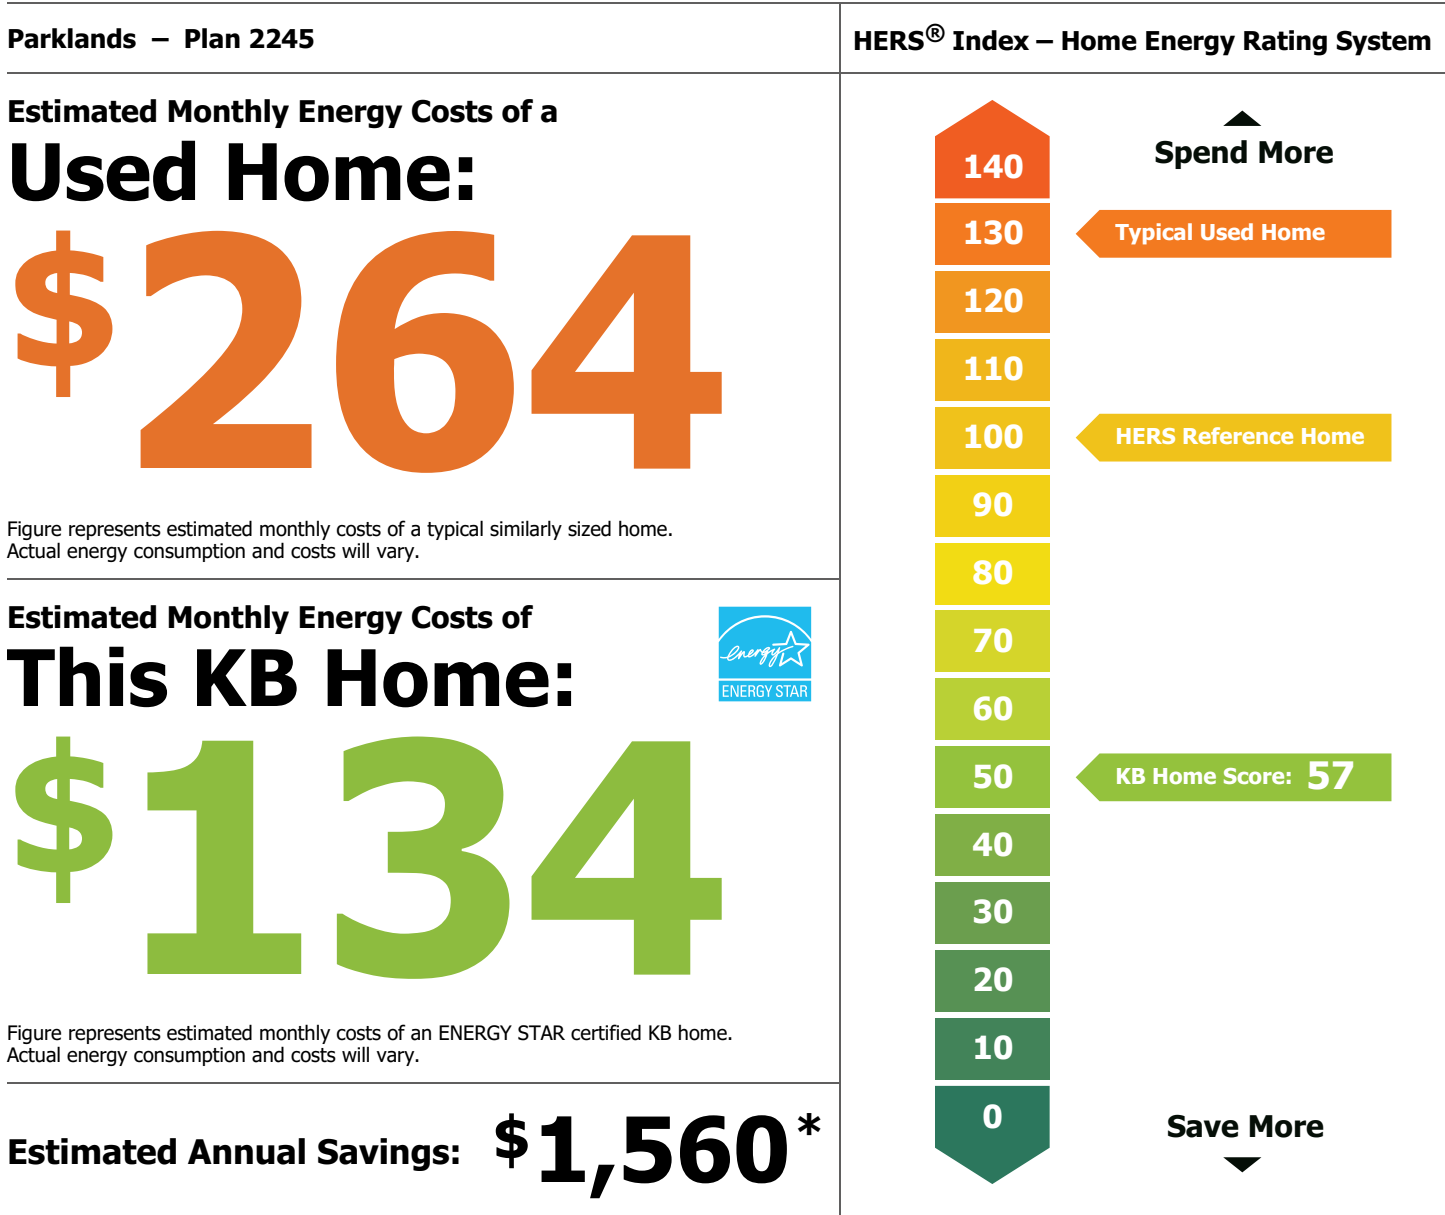 Parklands – Plan 2245
Estimated Monthly Energy Costs of a
Used Home:
$264
Figure represents estimated monthly costs of a typical similarly sized home.
Actual energy consumption and costs will vary.
Estimated Monthly Energy Costs of
This KB Home:
energy
ENERGY STAR
$134
Figure represents estimated monthly costs of an ENERGY STAR certified KB home.
Actual energy consumption and costs will vary.
Estimated Annual Savings: $1,560*
HERS® Index – Home Energy Rating System
Spend More
140
130 Typical Used Home
120
110
100 HERS Reference Home
90
80
70
60
50 KB Home Score: 57
40
30
20
10
0
Save More